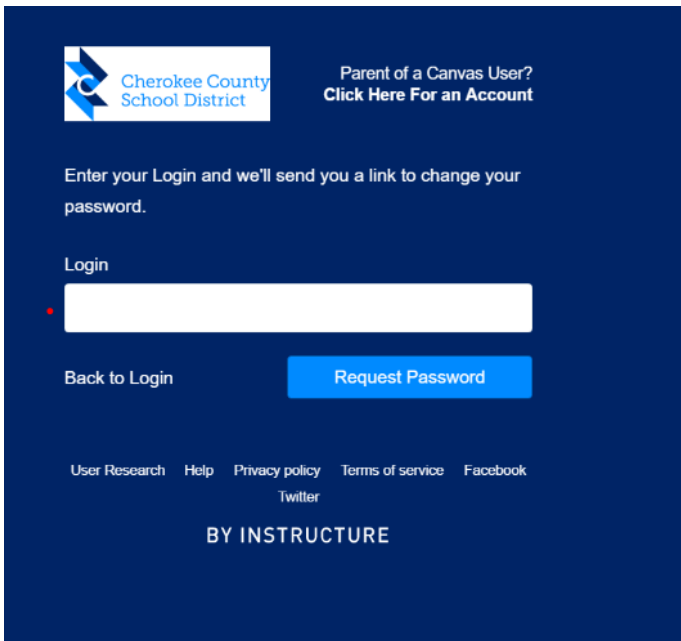 Cherokee County
School District
Parent of a Canvas User?
Click Here For an Account
Enter your Login and we'll send you a link to change your
password.
Login
Back to Login
Request Password
User Research Help Privacy policy Terms of service Facebook
Twitter
BY INSTRUCTURE